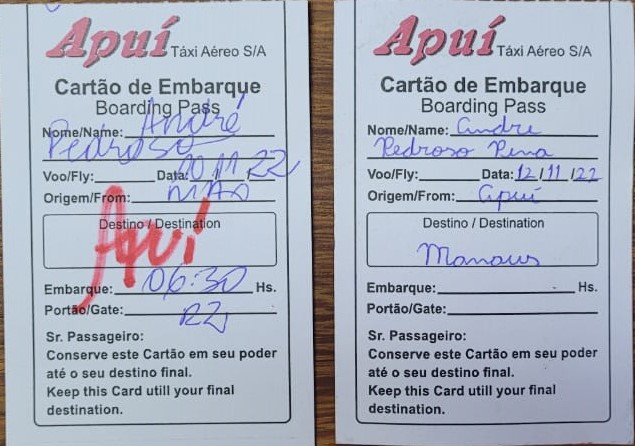 Apuí Táxi Aéreo S/A
Cartão de Embarque
Boarding Pass
Nome/Name: André
Pedroso
Voo/Fly: Data: 10/11/22
Origem/From: MAO
Destino / Destination
Apuí
Embarque: 06:30 Hs.
Portão/Gate:
Sr. Passageiro:
Conserve este Cartão em seu poder
até o seu destino final.
Keep this Card utill your final
destination.
Apuí Táxi Aéreo S/A
Cartão de Embarque
Boarding Pass
Nome/Name: Andre
Pedroso Pena
Voo/Fly: Data: 12/11/22
Origem/From: Apuí
Destino / Destination
Manaus
Embarque: Hs.
Portão/Gate:
Sr. Passageiro:
Conserve este Cartão em seu poder
até o seu destino final.
Keep this Card utill your final
destination.